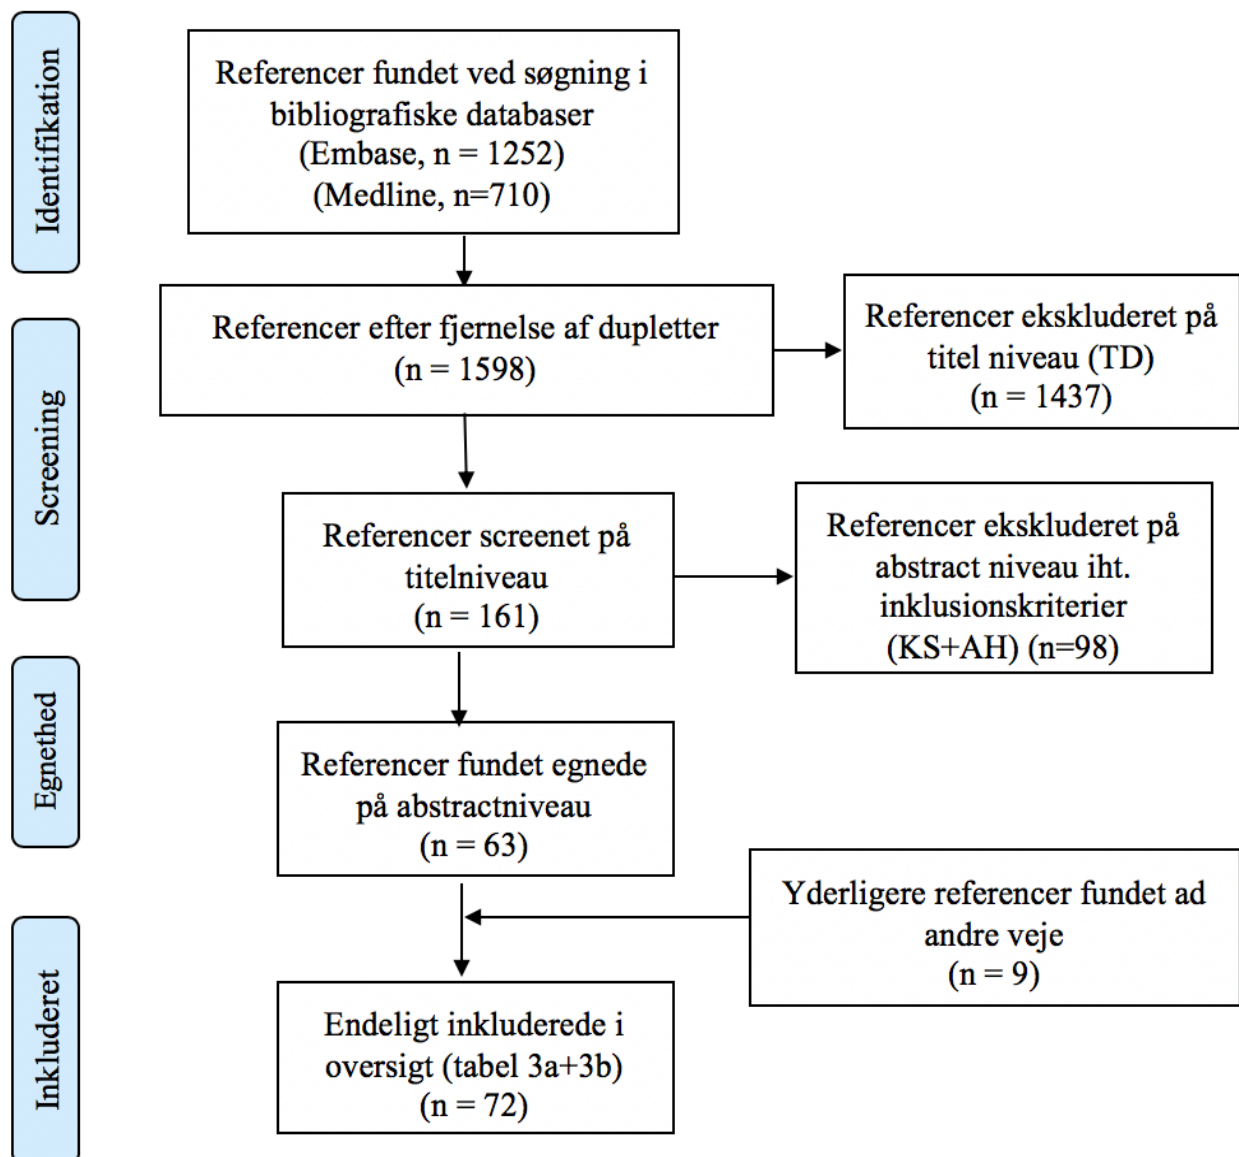 Identifikation
Referencer fundet ved søgning i
bibliografiske databaser
(Embase, n = 1252)
(Medline, n=710)
Screening
Referencer efter fjernelse af dupletter
(n = 1598)
Referencer ekskluderet på
titel niveau (TD)
(n = 1437)
Referencer screenet på
titelniveau
(n = 161)
Referencer ekskluderet på
abstract niveau iht.
inklusionskriterier
(KS+AH) (n=98)
Egnethed
Referencer fundet egnede
på abstractniveau
(n = 63)
Yderligere referencer fundet ad
andre veje
(n = 9)
Inkluderet
Endeligt inkluderede i
oversigt (tabel 3a+3b)
(n = 72)